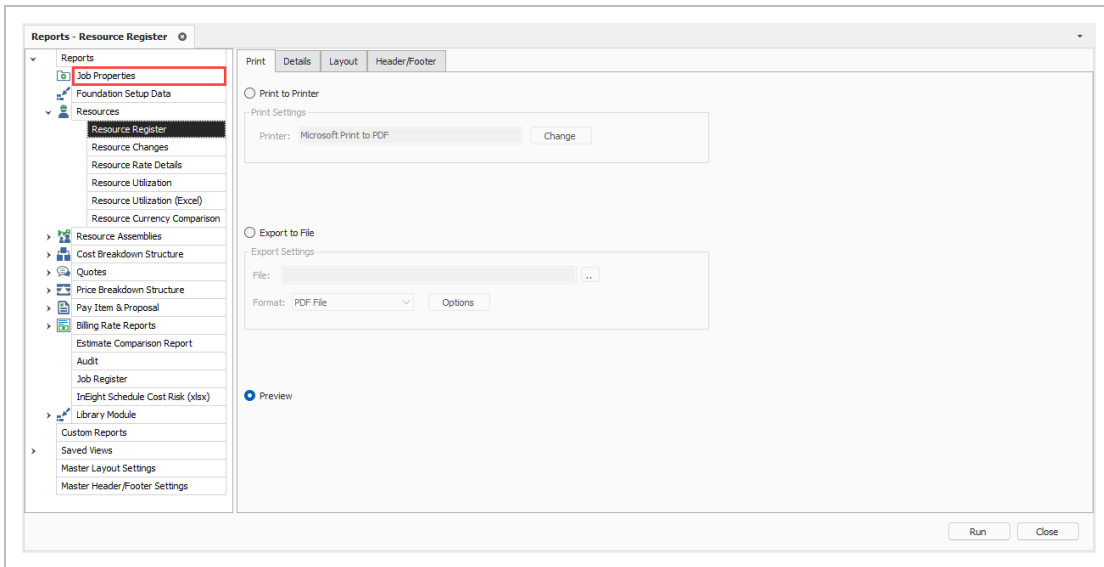 Reports - Resource Register
Reports
Job Properties
Foundation Setup Data
Resources
Resource Register
Resource Changes
Resource Rate Details
Resource Utilization
Resource Utilization (Excel)
Resource Currency Comparison
Resource Assemblies
Cost Breakdown Structure
Quotes
Price Breakdown Structure
Pay Item & Proposal
Billing Rate Reports
Estimate Comparison Report
Audit
Job Register
InEight Schedule Cost Risk (xlsx)
Library Module
Custom Reports
Saved Views
Master Layout Settings
Master Header/Footer Settings
Print Details Layout Header/Footer
Print to Printer
Print Settings
Printer: Microsoft Print to PDF Change
Export to File
Export Settings
File: ..
Format: PDF File Options
Preview
Run Close